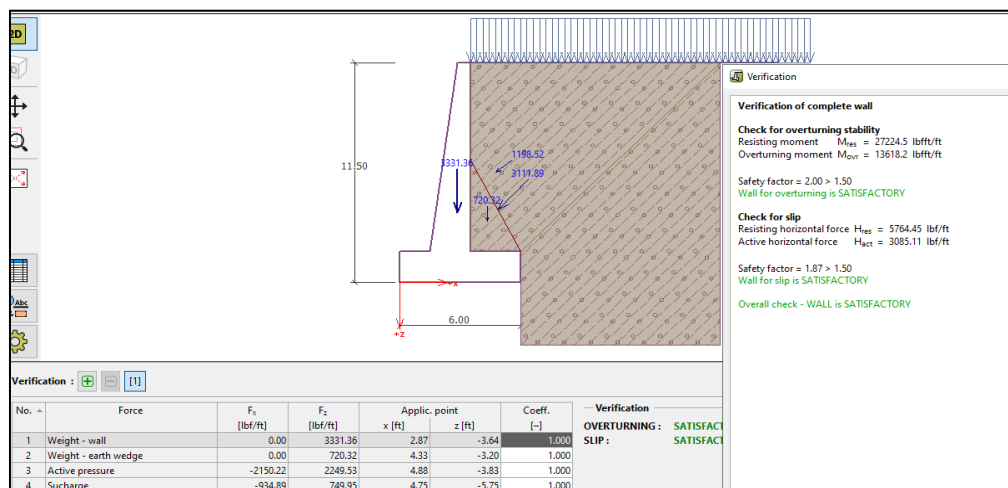 2D
11.50
3331.36
1198.52
3111.89
720.32
+x
6.00
+z
Abc
Verification
Verification of complete wall
Check for overturning stability
Resisting moment Mres = 27224.5 lbfft/ft
Overturning moment Movr = 13618.2 lbfft/ft
Safety factor = 2.00 > 1.50
Wall for overturning is SATISFACTORY
Check for slip
Resisting horizontal force Hres = 5764.45 lbf/ft
Active horizontal force Hact = 3085.11 lbf/ft
Safety factor = 1.87 > 1.50
Wall for slip is SATISFACTORY
Overall check - WALL is SATISFACTORY
Verification : [1]
No. Force Fx Fz Applic. point Coeff.
[lbf/ft] [lbf/ft] x [ft] z [ft] [–]
1 Weight - wall 0.00 3331.36 2.87 -3.64 1.000
2 Weight - earth wedge 0.00 720.32 4.33 -3.20 1.000
3 Active pressure -2150.22 2249.53 4.88 -3.83 1.000
4 Sucharge -934.89 749.95 4.75 -5.75 1.000
Verification
OVERTURNING : SATISFACT
SLIP : SATISFACT